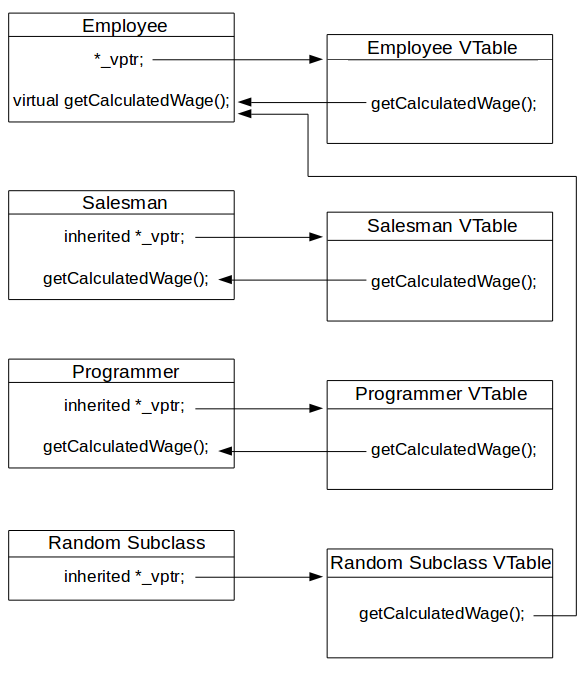 Employee
*_vptr;
virtual getCalculatedWage();
Employee VTable
getCalculatedWage();
Salesman
inherited *_vptr;
getCalculatedWage();
Salesman VTable
getCalculatedWage();
Programmer
inherited *_vptr;
getCalculatedWage();
Programmer VTable
getCalculatedWage();
Random Subclass
inherited *_vptr;
Random Subclass VTable
getCalculatedWage();